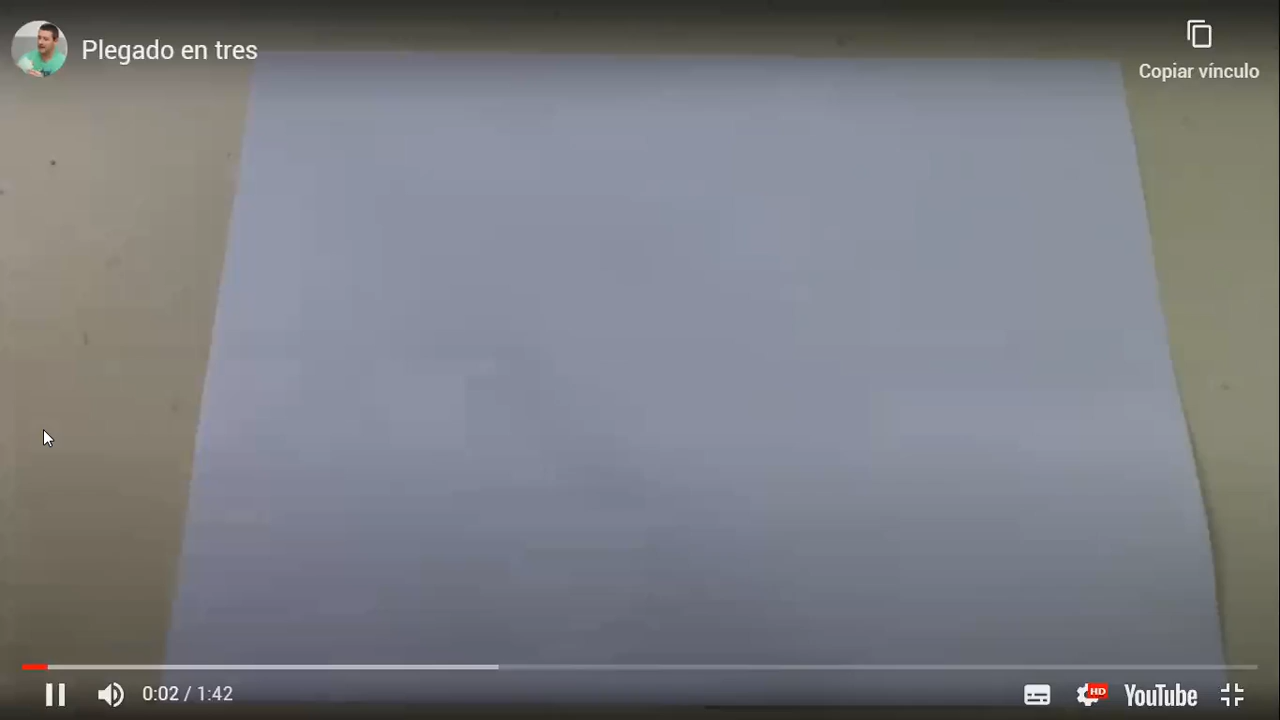 Plegado en tres
Copiar vínculo
0:02 / 1:42
HD
YouTube